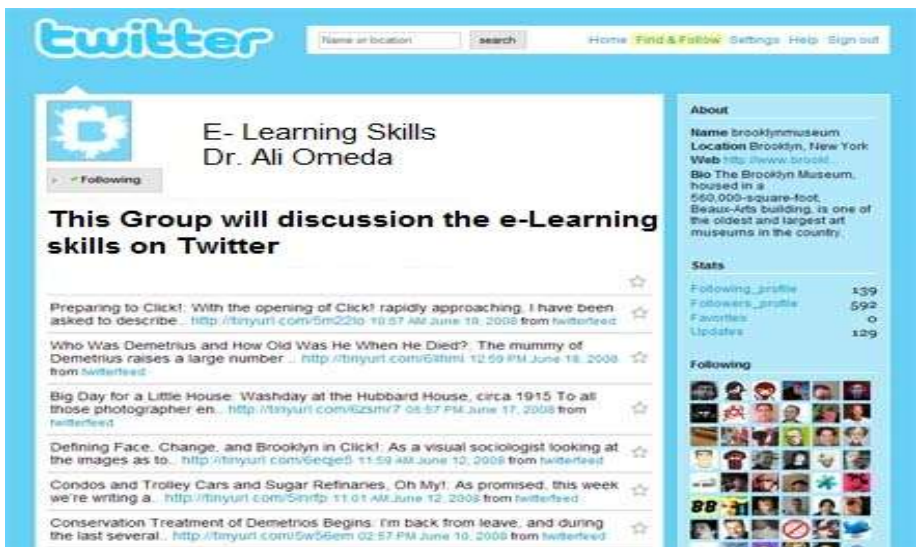 twitter
Name or location search Home Find & Follow Settings Help Sign out
E- Learning Skills
Dr. Ali Omeda
Following
This Group will discussion the e-Learning
skills on Twitter
Preparing to Click!: With the opening of Click! rapidly approaching, I have been
asked to describe... http://tinyurl.com/5m22to 10:57 AM June 19, 2008 from twitterfeed
Who Was Demetrius and How Old Was He When He Died?: The mummy of
Demetrius raises a large number ... 12:59 PM June 18, 2008
from twitterfeed
Big Day for a Little House: Washday at the Hubbard House, circa 1915 To all
those photographer en... http://tinyurl.com/6zsmr7 06:57 PM June 17, 2008 from
twitterfeed
Defining Face, Change, and Brooklyn in Click!: As a visual sociologist looking at
the images as to... http://tinyurl.com/6eqje5 11:59 AM June 12, 2008 from twitterfeed
Condos and Trolley Cars and Sugar Refinaries, Oh My!: As promised, this week
we're writing a... 11:01 AM June 12, 2008 from twitterfeed
Conservation Treatment of Demetrios Begins: I'm back from leave, and during
the last several... http://tinyurl.com/5w56em 02:57 PM June 10, 2008 from twitterfeed
About
Name brooklynmuseum
Location Brooklyn, New York
Web http://www.brookl...
Bio The Brooklyn Museum,
housed in a
560,000-square-foot,
Beaux-Arts building, is one of
the oldest and largest art
museums in the country.
Stats
Following_profile 139
Followers_profile 592
Favorites 0
Updates 129
Following
88